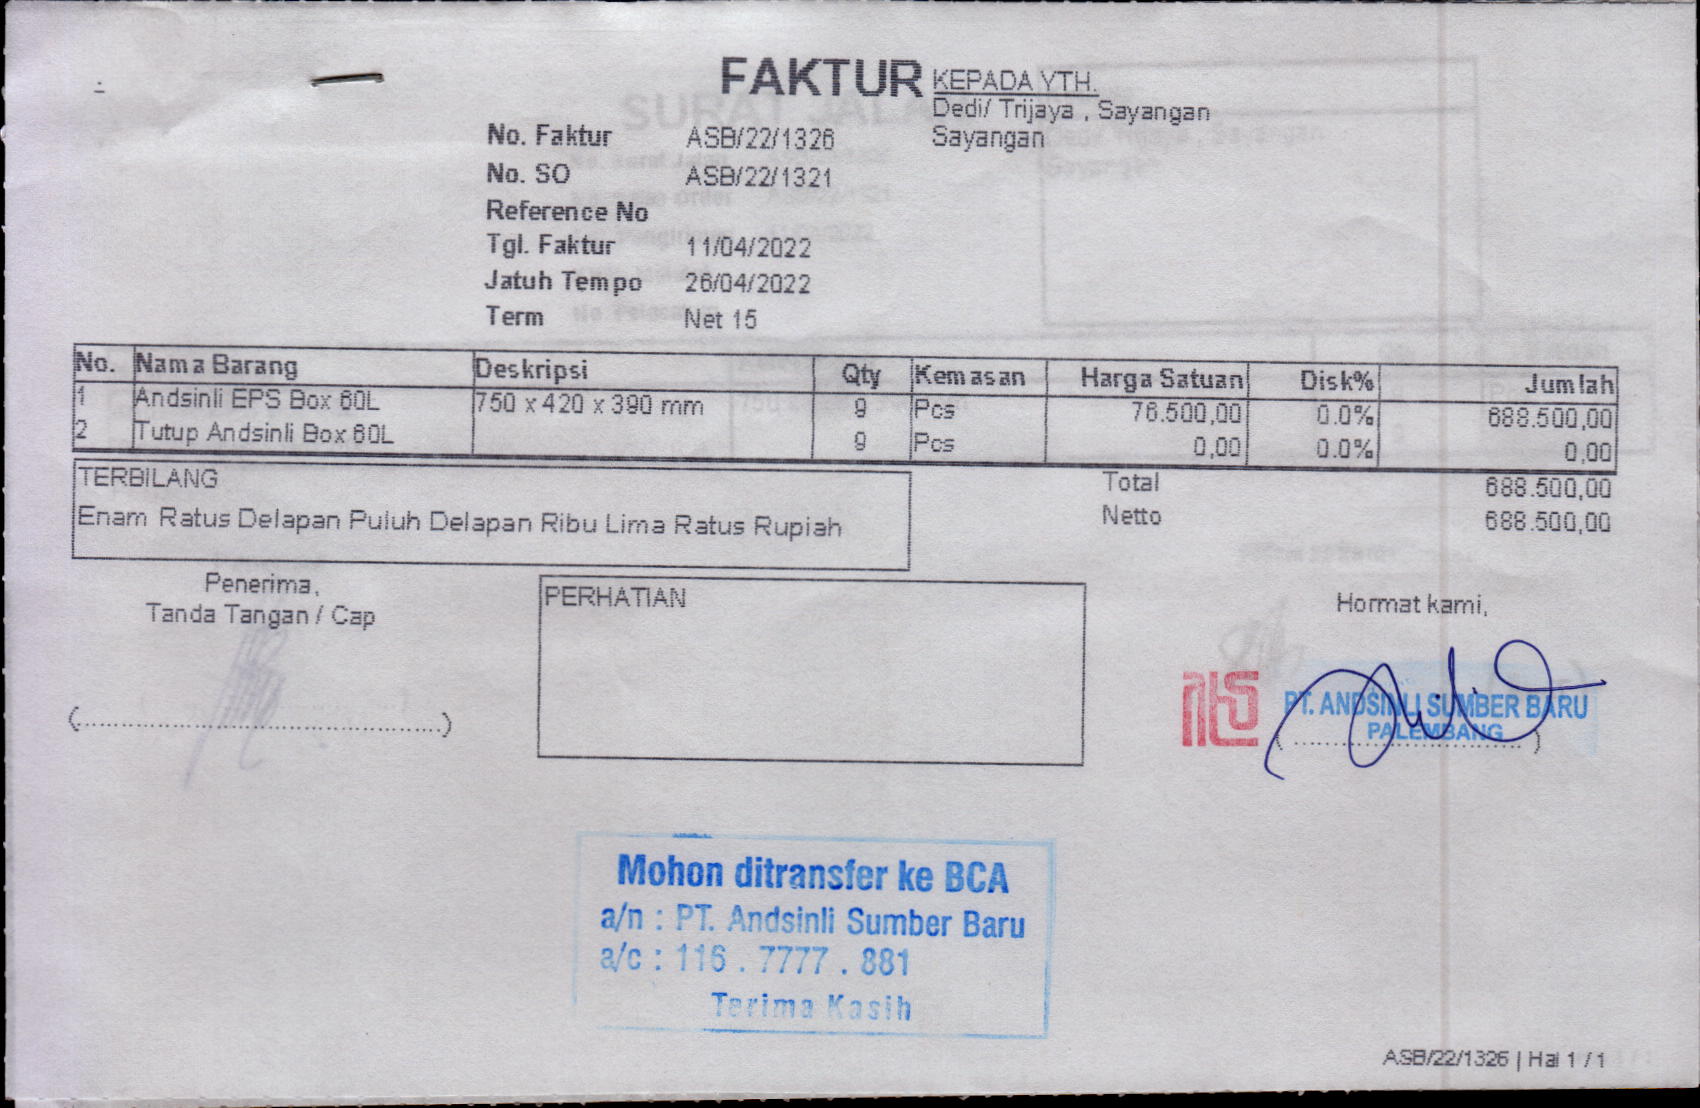 FAKTUR
KEPADA YTH.
Dedi/ Trijaya , Sayangan
Sayangan
No. Faktur ASB/22/1326
No. SO ASB/22/1321
Reference No
Tgl. Faktur 11/04/2022
Jatuh Tempo 26/04/2022
Term Net 15
No. Nama Barang Deskripsi Qty Kemasan Harga Satuan Disk% Jumlah
1 Andsinli EPS Box 60L 750 x 420 x 390 mm 9 Pcs 76.500,00 0.0% 688.500,00
2 Tutup Andsinli Box 60L 9 Pcs 0,00 0.0% 0,00
TERBILANG
Enam Ratus Delapan Puluh Delapan Ribu Lima Ratus Rupiah
Total 688.500,00
Netto 688.500,00
Penerima,
Tanda Tangan / Cap
(........................................................)
PERHATIAN
Hormat kami,
PT. ANDSINLI SUMBER BARU
PALEMBANG
Mohon ditransfer ke BCA
a/n : PT. Andsinli Sumber Baru
a/c : 116 . 7777 . 881
Terima Kasih
ASB/22/1326 | Hal 1 / 1